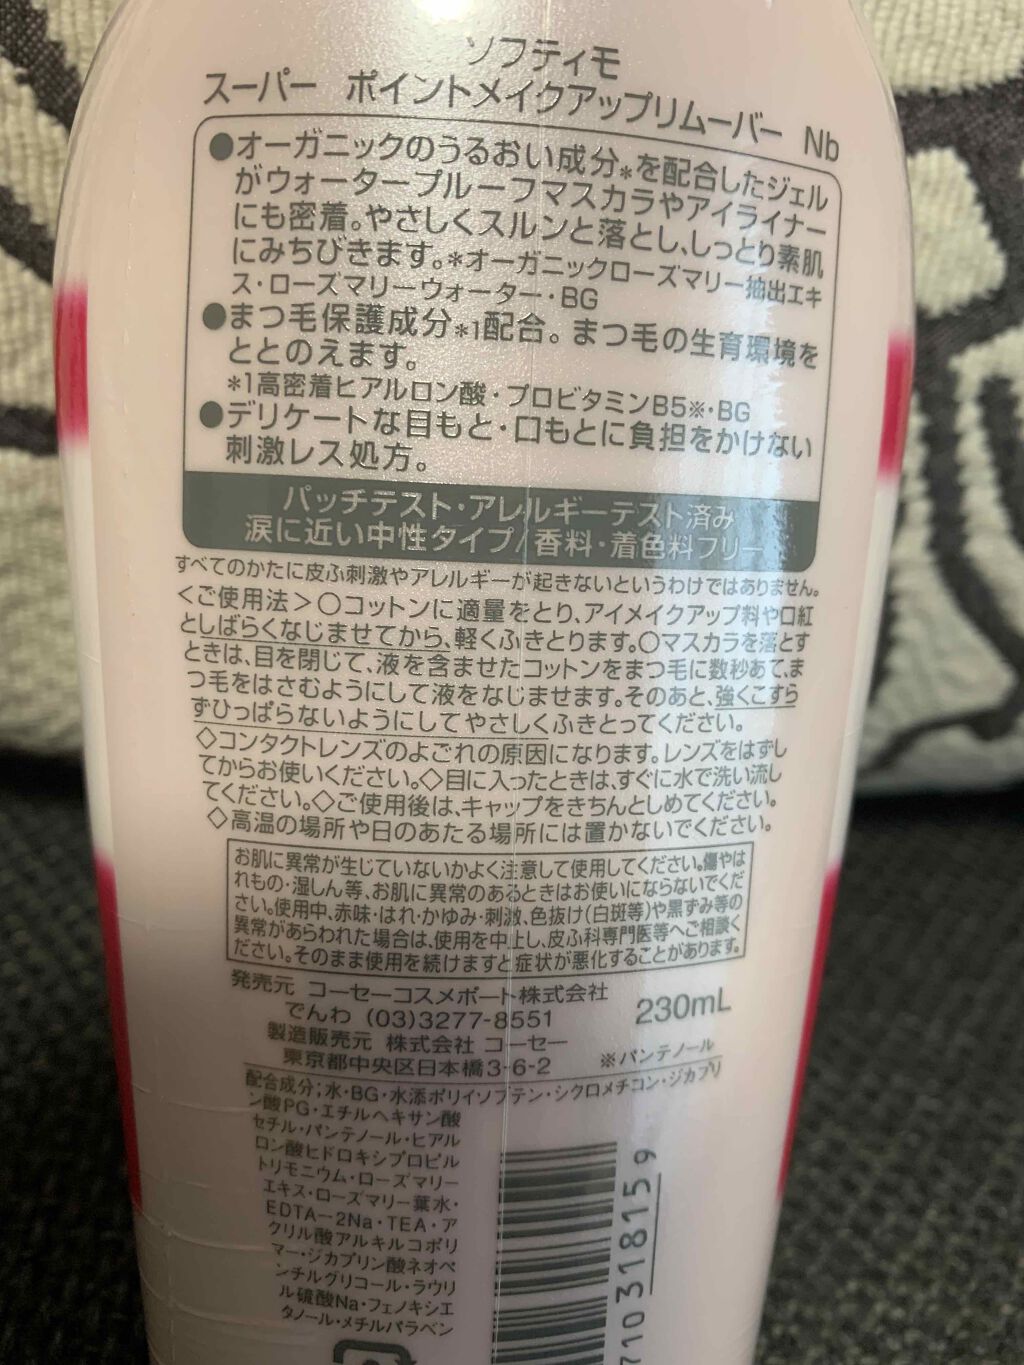 ソフティモ
スーパー ポイントメイクアップリムーバー Nb
●オーガニックのうるおい成分*を配合したジェル
がウォータープルーフマスカラやアイライナー
にも密着。やさしくスルンと落とし、しっとり素肌
にみちびきます。*オーガニックローズマリー抽出エキ
ス・ローズマリーウォーター・BG
●まつ毛保護成分*1配合。まつ毛の生育環境を
ととのえます。
*1高密着ヒアルロン酸・プロビタミンB5※・BG
●デリケートな目もと・口もとに負担をかけない
刺激レス処方。
パッチテスト・アレルギーテスト済み
涙に近い中性タイプ/香料・着色料フリー
すべてのかたに皮ふ刺激やアレルギーが起きないというわけではありません。
＜ご使用法＞○コットンに適量をとり、アイメイクアップ料や口紅
としばらくなじませてから、軽くふきとります。○マスカラを落とす
ときは、目を閉じて、液を含ませたコットンをまつ毛に数秒あて、ま
つ毛をはさむようにして液をなじませます。そのあと、強くこすら
ずひっぱらないようにしてやさしくふきとってください。
◇コンタクトレンズのよごれの原因になります。レンズをはずし
てからお使いください。◇目に入ったときは、すぐに水で洗い流し
てください。◇ご使用後は、キャップをきちんとしめてください。
◇高温の場所や日のあたる場所には置かないでください。
お肌に異常が生じていないかよく注意して使用してください。傷やは
れもの・湿しん等、お肌に異常のあるときはお使いにならないでくだ
さい。使用中、赤味・はれ・かゆみ・刺激、色抜け(白斑等)や黒ずみ等の
異常があらわれた場合は、使用を中止し、皮ふ科専門医等へご相談く
ださい。そのまま使用を続けますと症状が悪化することがあります。
発売元 コーセーコスメポート株式会社
でんわ (03)3277-8551 230mL
製造販売元 株式会社 コーセー
東京都中央区日本橋3-6-2 ※パンテノール
配合成分；水・BG・水添ポリイソブテン・シクロメチコン・ジカプリ
ン酸PG・エチルヘキサン酸
セチル・パンテノール・ヒアル
ロン酸ヒドロキシプロピル
トリモニウム・ローズマリー
エキス・ローズマリー葉水・
EDTA-2Na・TEA・ア
クリル酸アルキルコポリ
マー・ジカプリン酸ネオペ
ンチルグリコール・ラウリ
ル硫酸Na・フェノキシエ
タノール・メチルパラベン
710318159